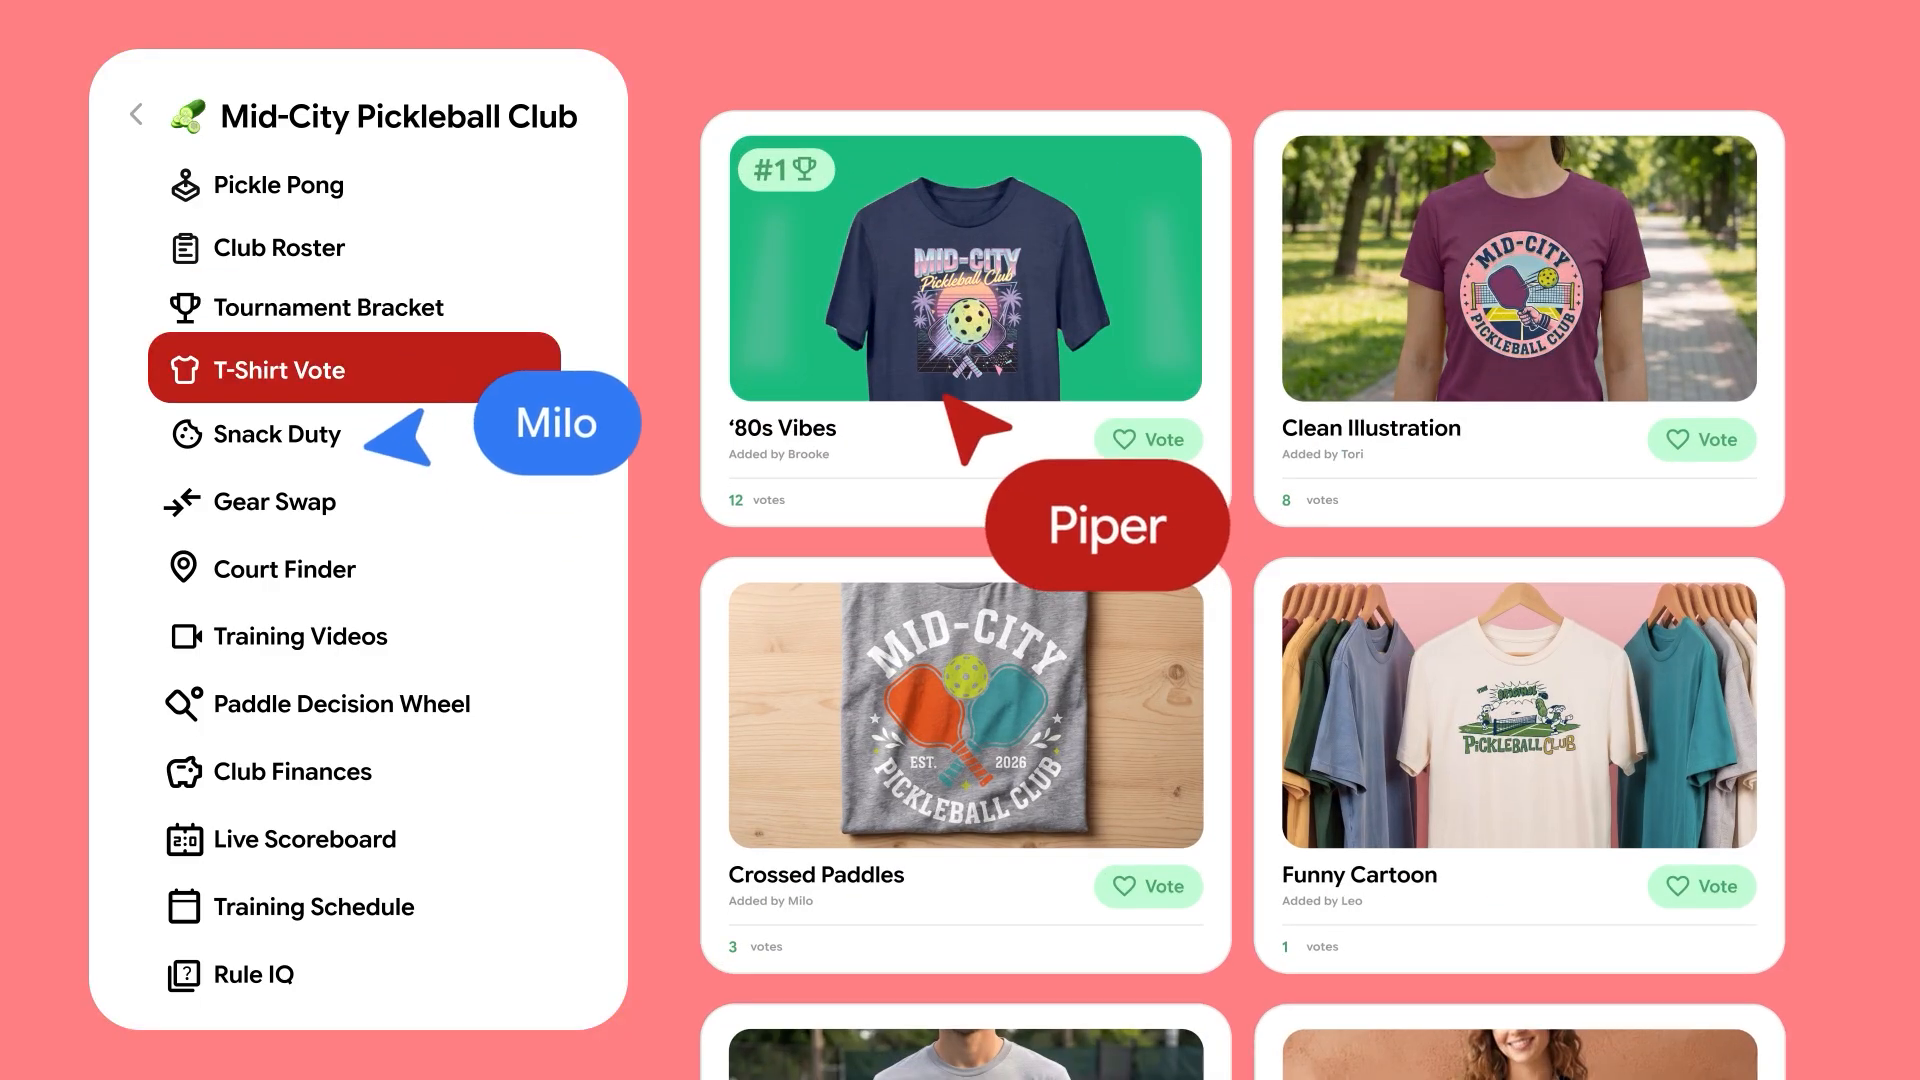 Mid-City Pickleball Club
Pickle Pong
Club Roster
Tournament Bracket
T-Shirt Vote
Snack Duty
Milo
Gear Swap
Court Finder
Training Videos
Paddle Decision Wheel
Club Finances
Live Scoreboard
2:0
Training Schedule
?
Rule IQ
#1
MID-CITY
Pickleball Club
‘80s Vibes
Added by Brooke
Vote
12 votes
Piper
MID-CITY
PICKLEBALL CLUB
Clean Illustration
Added by Tori
Vote
8 votes
MID-CITY
EST. 2026
PICKLEBALL CLUB
Crossed Paddles
Added by Milo
Vote
3 votes
THE ORIGINAL
PICKLEBALL CLUB
Funny Cartoon
Added by Leo
Vote
1 votes